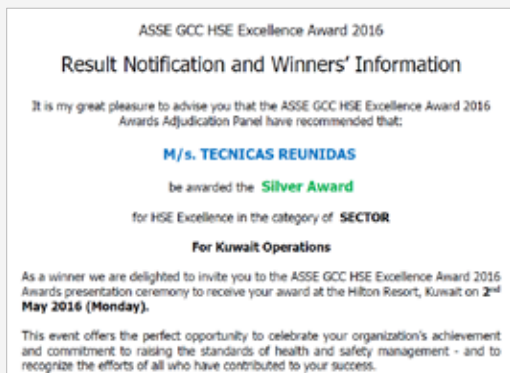 ASSE GCC HSE Excellence Award 2016
Result Notification and Winners' Information
It is my great pleasure to advise you that the ASSE GCC HSE Excellence Award 2016
Awards Adjudication Panel have recommended that:
M/s. TECNICAS REUNIDAS
be awarded the Silver Award
for HSE Excellence in the category of SECTOR
For Kuwait Operations
As a winner we are delighted to invite you to the ASSE GCC HSE Excellence Award 2016
Awards presentation ceremony to receive your award at the Hilton Resort, Kuwait on 2nd
May 2016 (Monday).
This event offers the perfect opportunity to celebrate your organization's achievement
and commitment to raising the standards of health and safety management - and to
recognize the efforts of all who have contributed to your success.